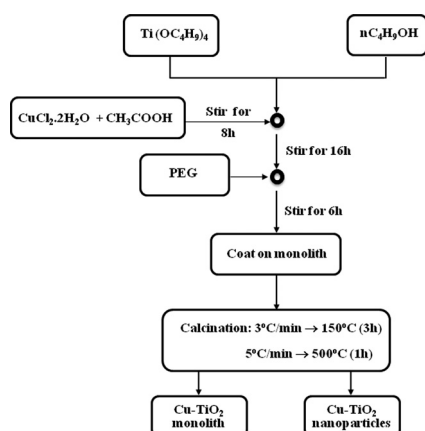 Ti (OC₄H₉)₄
nC₄H₉OH
CuCl₂.2H₂O + CH₃COOH
Stir for
8h
Stir for 16h
PEG
Stir for 6h
Coat on monolith
Calcination: 3°C/min → 150°C (3h)
5°C/min → 500°C (1h)
Cu-TiO₂
monolith
Cu-TiO₂
nanoparticles